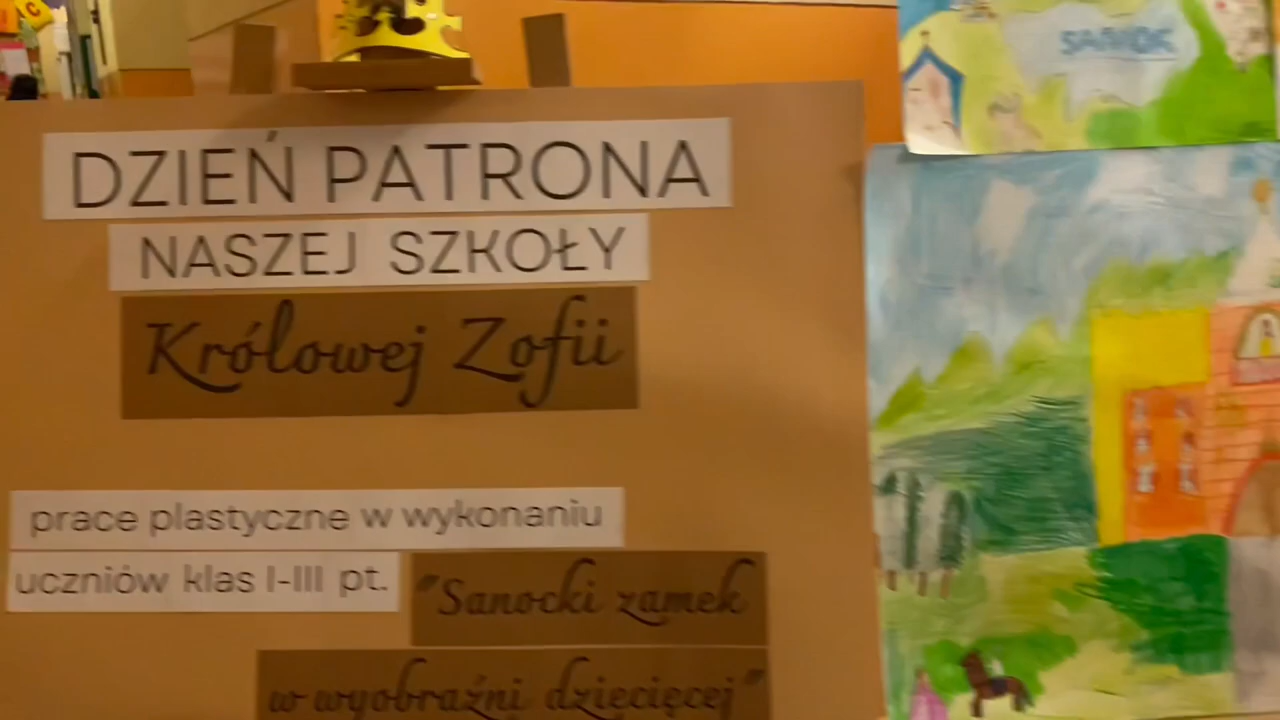 DZIEŃ PATRONA
NASZEJ SZKOŁY
Królowej Zofii
prace plastyczne w wykonaniu
uczniów klas I-III pt.
"Sanocki zamek
w wyobraźni dziecięcej"
SANOK